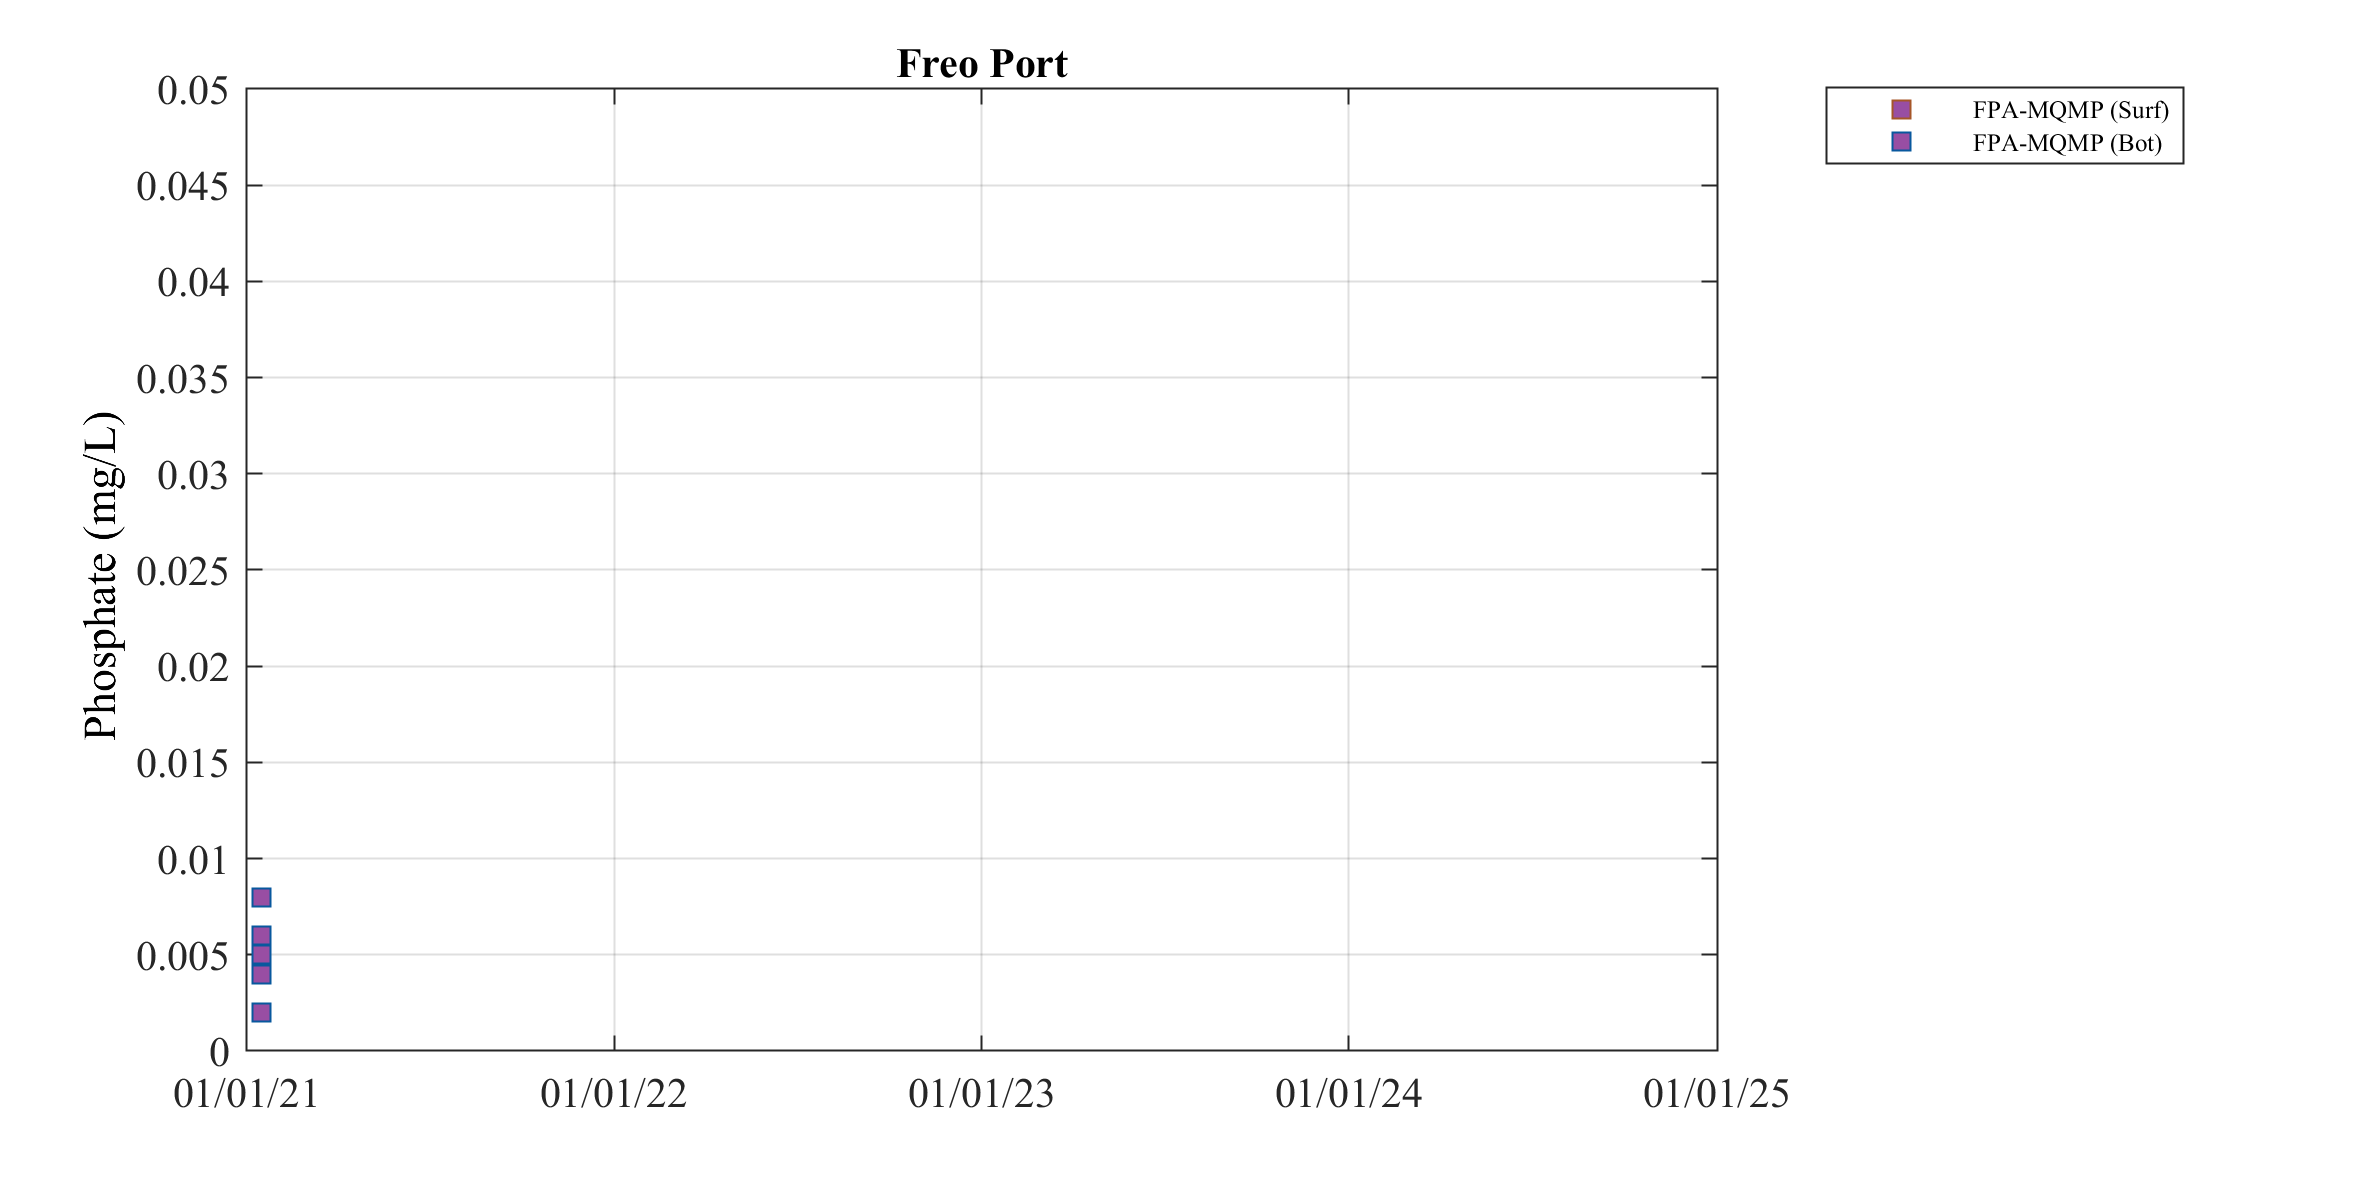 Freo Port
0.05
0.045
0.04
0.035
0.03
0.025
0.02
0.015
0.01
0.005
0
Phosphate (mg/L)
01/01/21 01/01/22 01/01/23 01/01/24 01/01/25
FPA-MQMP (Surf)
FPA-MQMP (Bot)